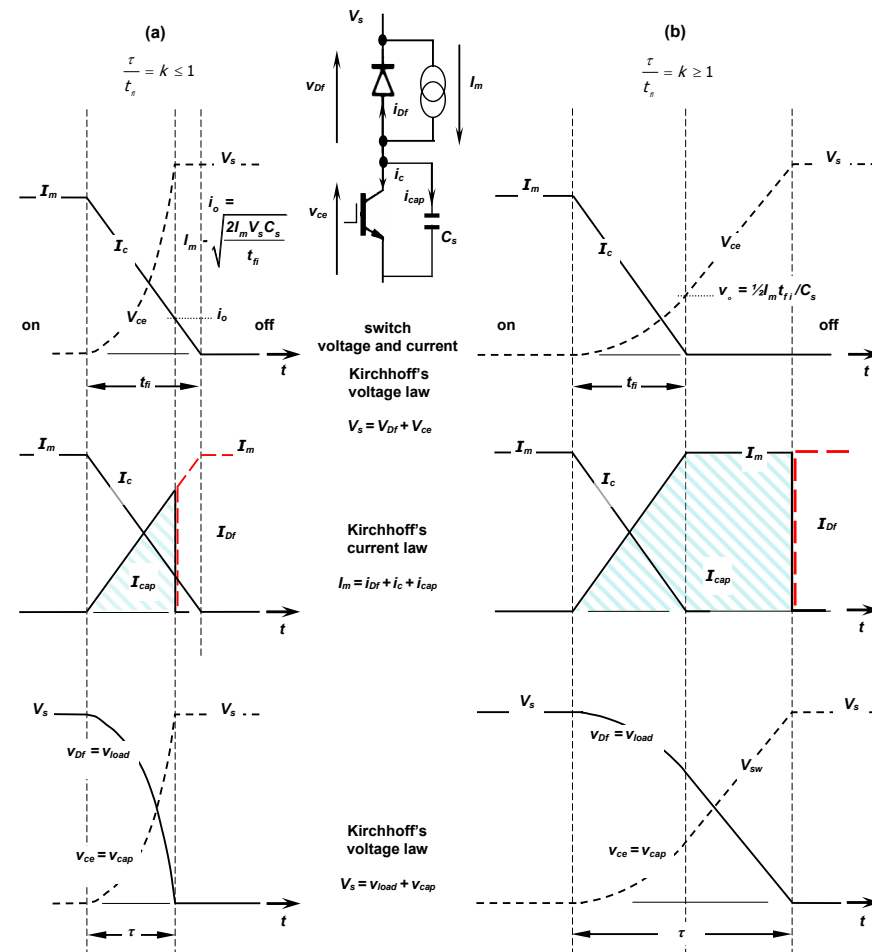 (a)
τ/t_fi = k ≤ 1
V_s
I_m
i_o =
I_m - √(2I_mV_sC_s/t_fi)
I_c
V_ce
i_o
on
off
t
t_fi
V_s
v_Df
i_Df
I_m
i_c
i_cap
v_ce
C_s
switch
voltage and current
Kirchhoff's
voltage law
V_s = V_Df + V_ce
(b)
τ/t_fi = k ≥ 1
V_s
I_m
I_c
V_ce
v_o = ½I_m t_fi /C_s
on
off
t
t_fi
I_m
I_m
I_c
I_Df
I_cap
t
Kirchhoff's
current law
I_m = i_Df + i_c + i_cap
I_m
I_m
I_c
I_Df
I_cap
t
V_s
V_s
v_Df = v_load
v_ce = v_cap
t
τ
Kirchhoff's
voltage law
V_s = v_load + v_cap
V_s
V_s
v_Df = v_load
V_sw
v_ce = v_cap
t
τ